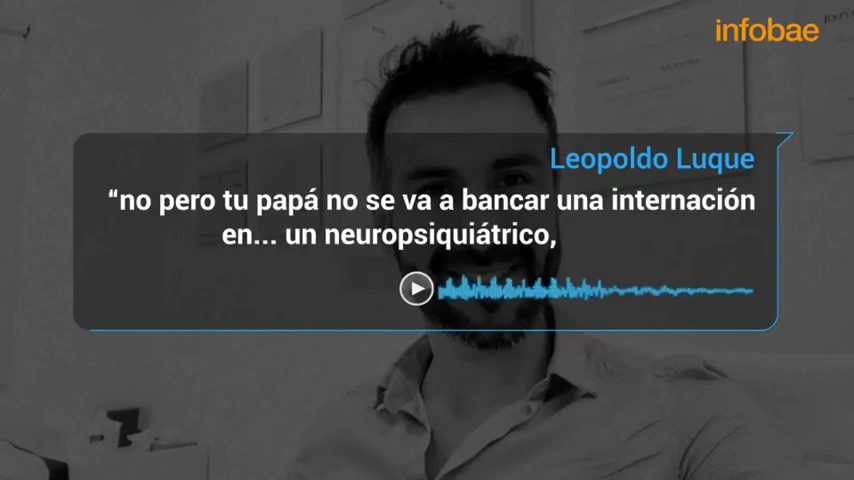 infobae
Leopoldo Luque
“no pero tu papá no se va a bancar una internación
en... un neuropsiquiátrico,